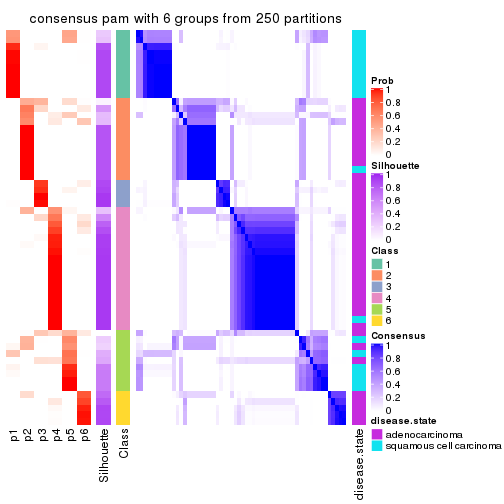 consensus pam with 6 groups from 250 partitions
Prob
1
0.8
0.6
0.4
0.2
0
Silhouette
1
0.8
0.6
0.4
0.2
0
Class
1
2
3
4
5
6
Consensus
1
0.8
0.6
0.4
0.2
0
disease.state
adenocarcinoma
squamous cell carcinoma
p1
p2
p3
p4
p5
p6
Silhouette
Class
disease.state